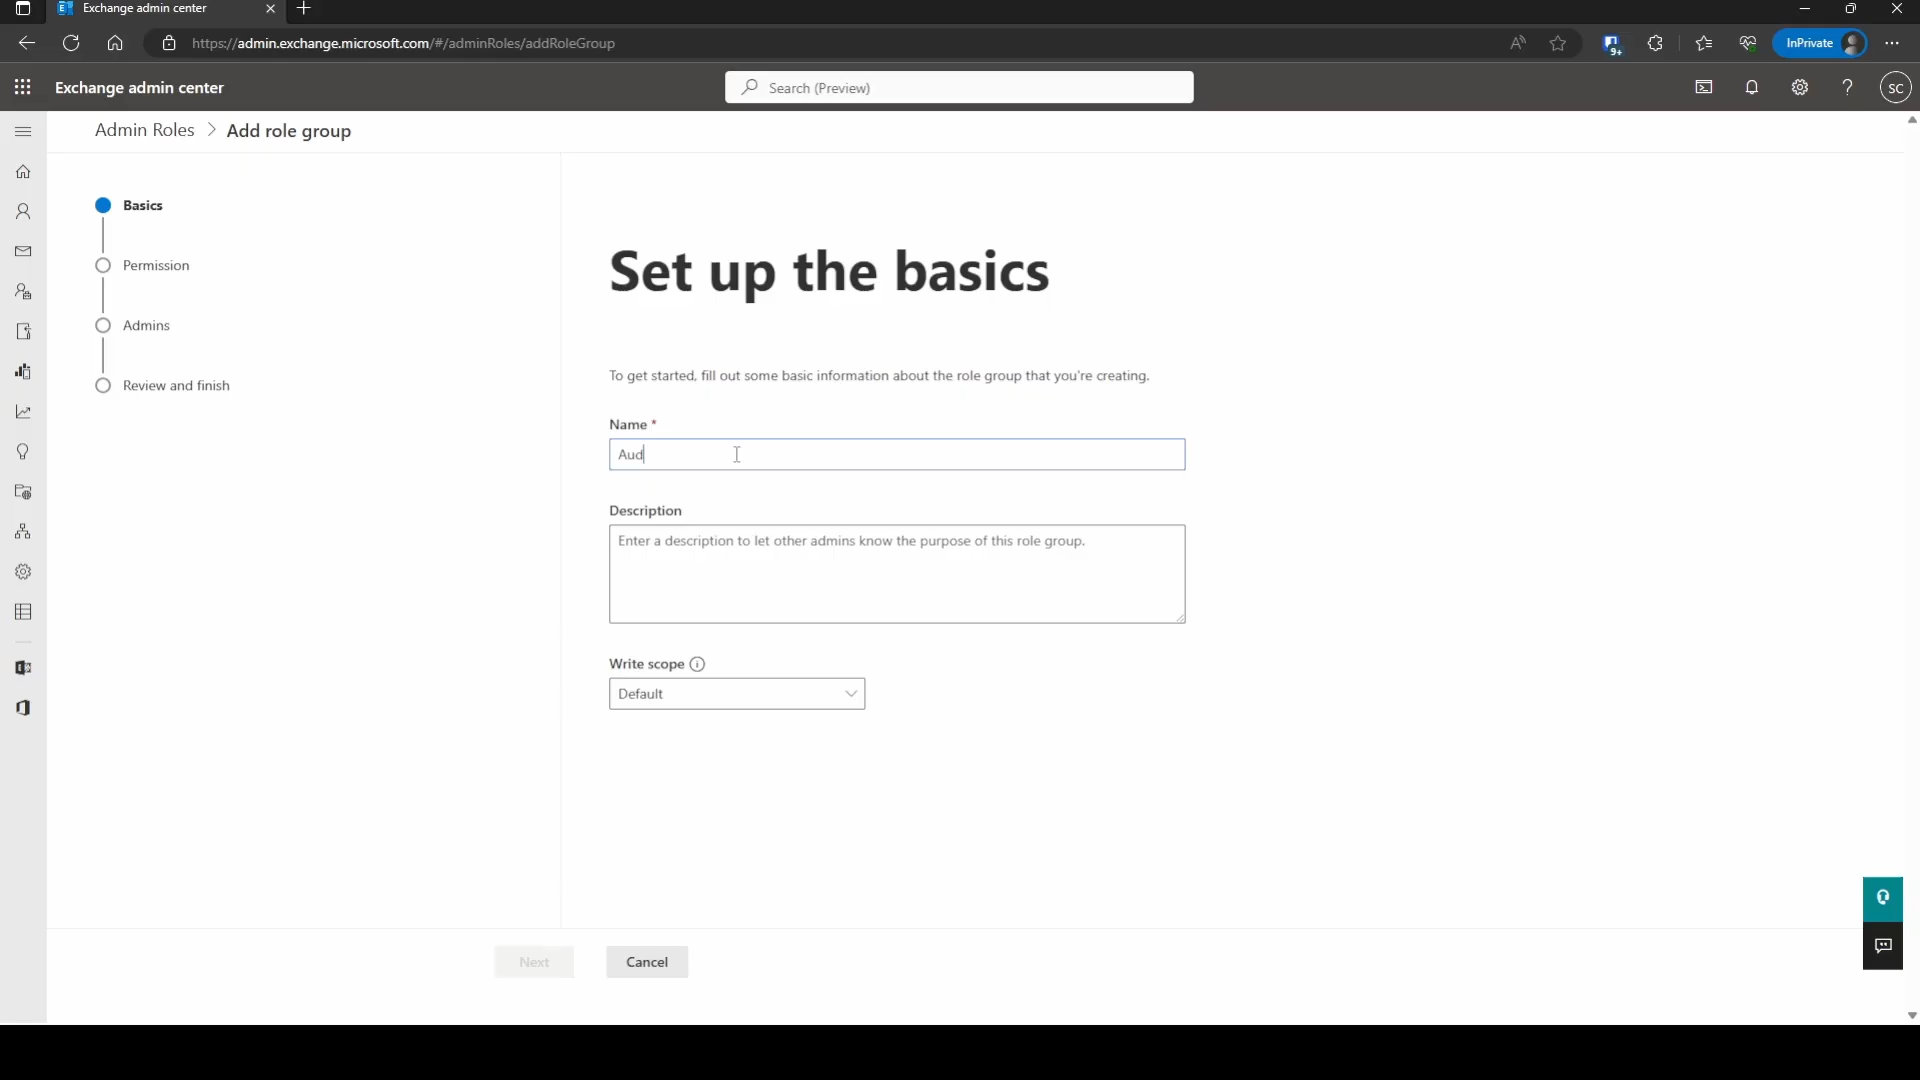 Exchange admin center
https://admin.exchange.microsoft.com/#/adminRoles/addRoleGroup
9+
InPrivate
Exchange admin center
Search (Preview)
SC
Admin Roles > Add role group
Basics
Permission
Admins
Review and finish
Set up the basics
To get started, fill out some basic information about the role group that you're creating.
Name *
Aud
Description
Enter a description to let other admins know the purpose of this role group.
Write scope
Default
Next
Cancel